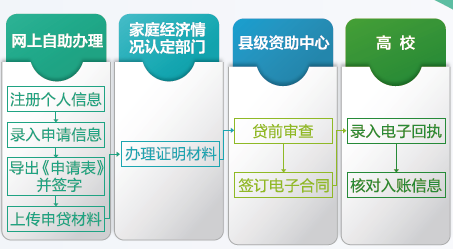 网上自助办理
注册个人信息
录入申请信息
导出《申请表》
并签字
上传申贷材料
家庭经济情
况认定部门
办理证明材料
县级资助中心
贷前审查
签订电子合同
高 校
录入电子回执
核对入账信息